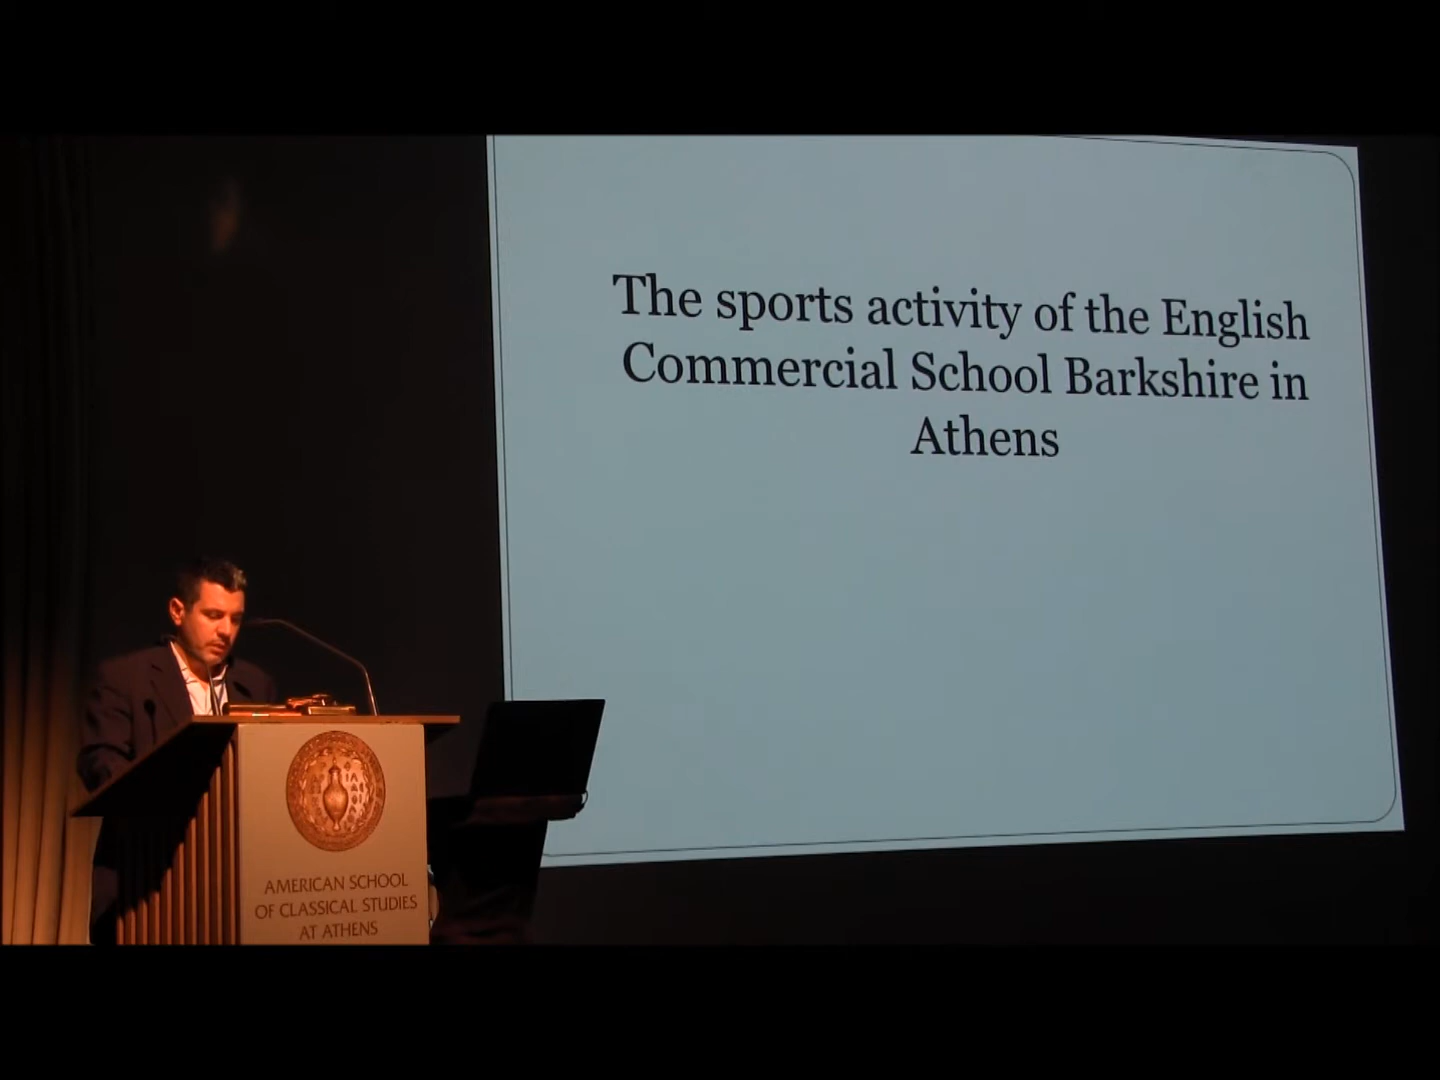 The sports activity of the English
Commercial School Barkshire in
Athens
AMERICAN SCHOOL
OF CLASSICAL STUDIES
AT ATHENS